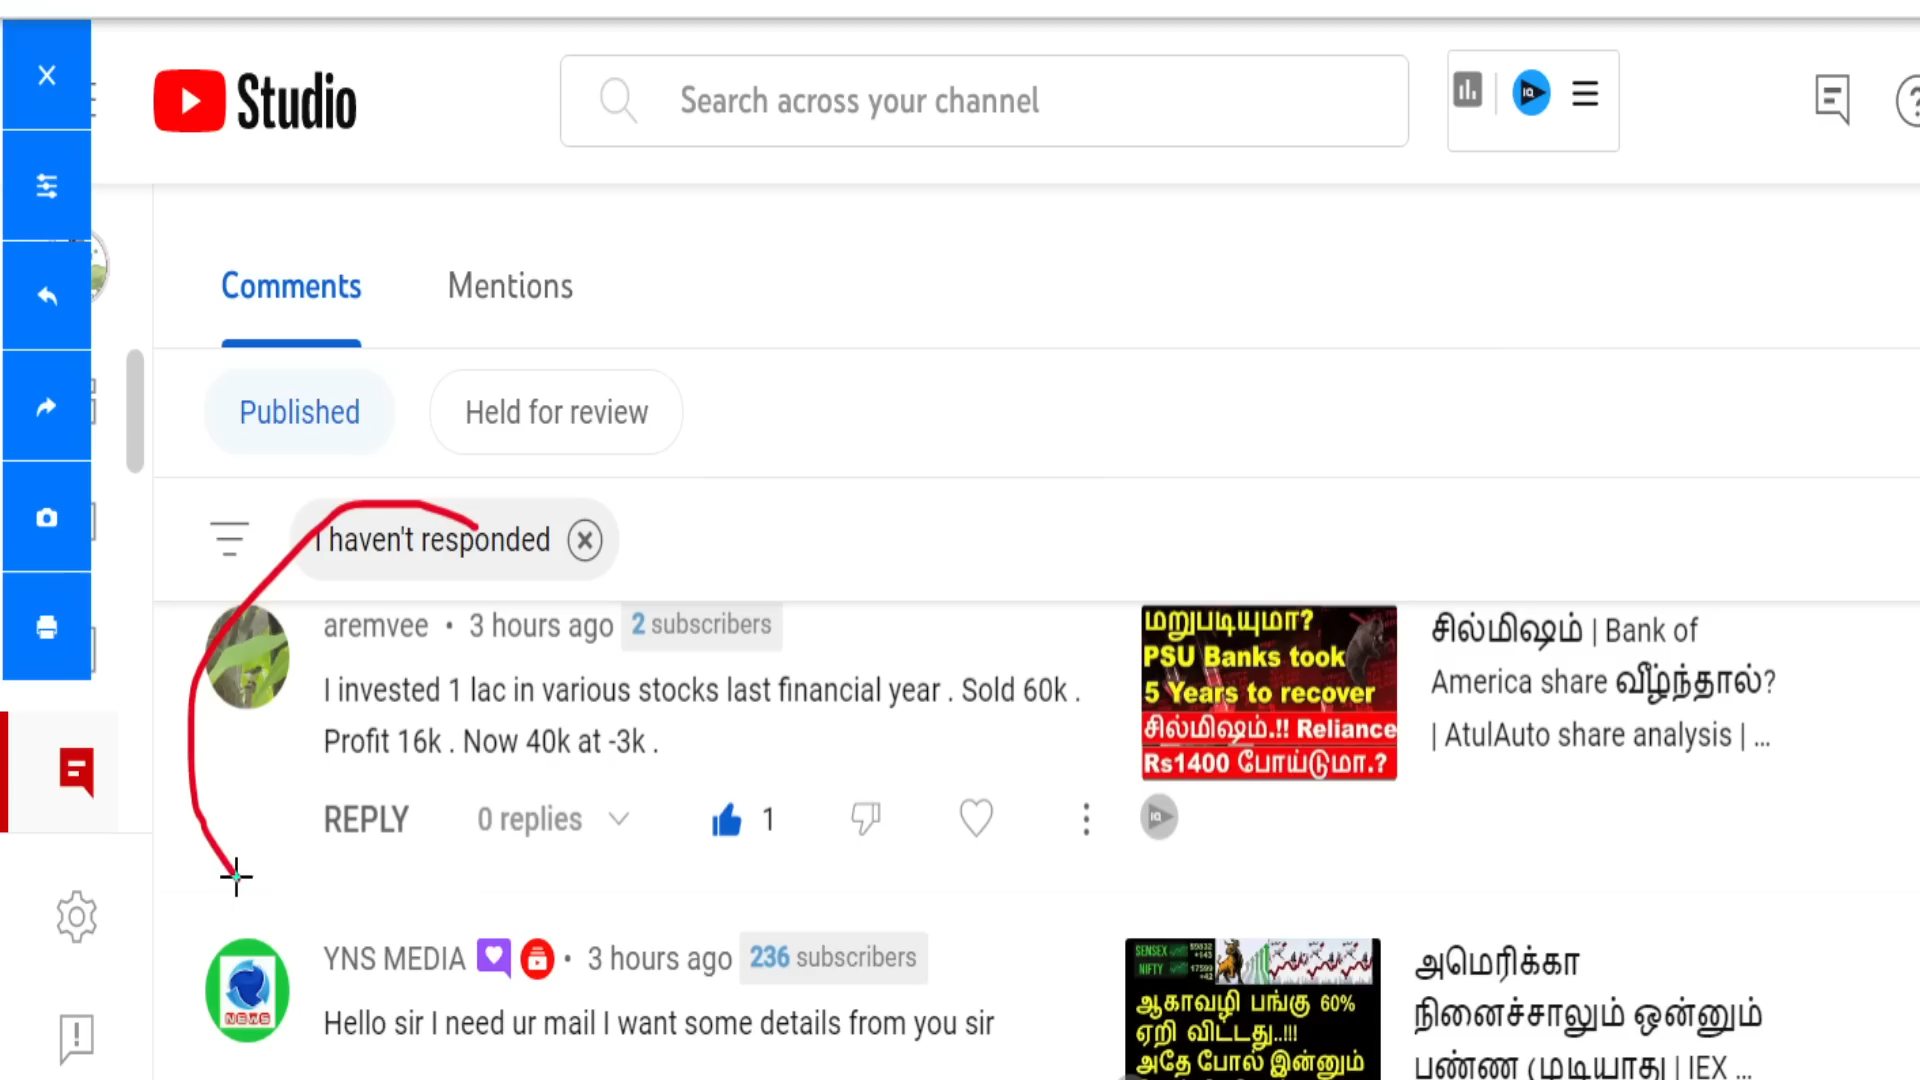 Studio
Search across your channel
IQ
?
Comments
Mentions
Published
Held for review
I haven't responded
aremvee • 3 hours ago 2 subscribers
I invested 1 lac in various stocks last financial year . Sold 60k .
Profit 16k . Now 40k at -3k .
REPLY
0 replies
1
மறுபடியுமா?
PSU Banks took
5 Years to recover
சில்மிஷம்.!! Reliance
Rs1400 போய்டுமா.?
IQ
சில்மிஷம் | Bank of
America share வீழ்ந்தால்?
| AtulAuto share analysis | ...
YNS MEDIA • 3 hours ago 236 subscribers
Hello sir I need ur mail I want some details from you sir
NEWS
SENSEX
NIFTY
ஆகாவழி பங்கு 60%
ஏறி விட்டது..!!!
அதே போல் இன்னும்
அமெரிக்கா
நினைச்சாலும் ஒன்னும்
பண்ண முடியாது | IEX ...